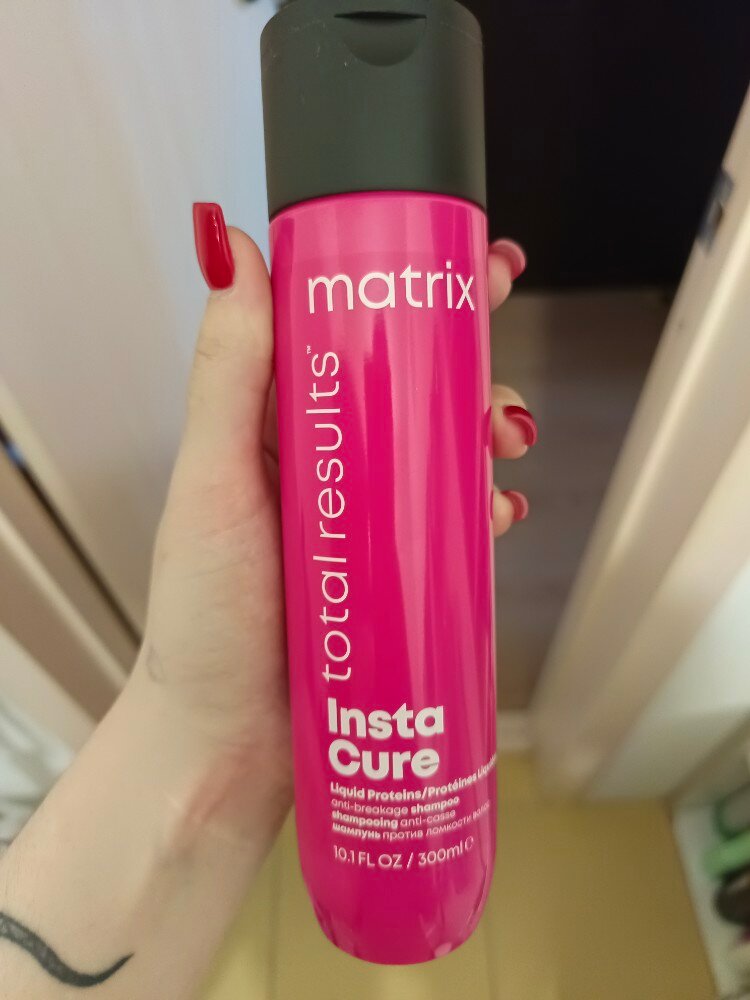 matrix
total results™
Insta
Cure
Liquid Proteins/Protéines
anti-breakage shampoo
shampooing anti-casse
шампунь против ломкости волос
10.1 FL OZ / 300ml ℮